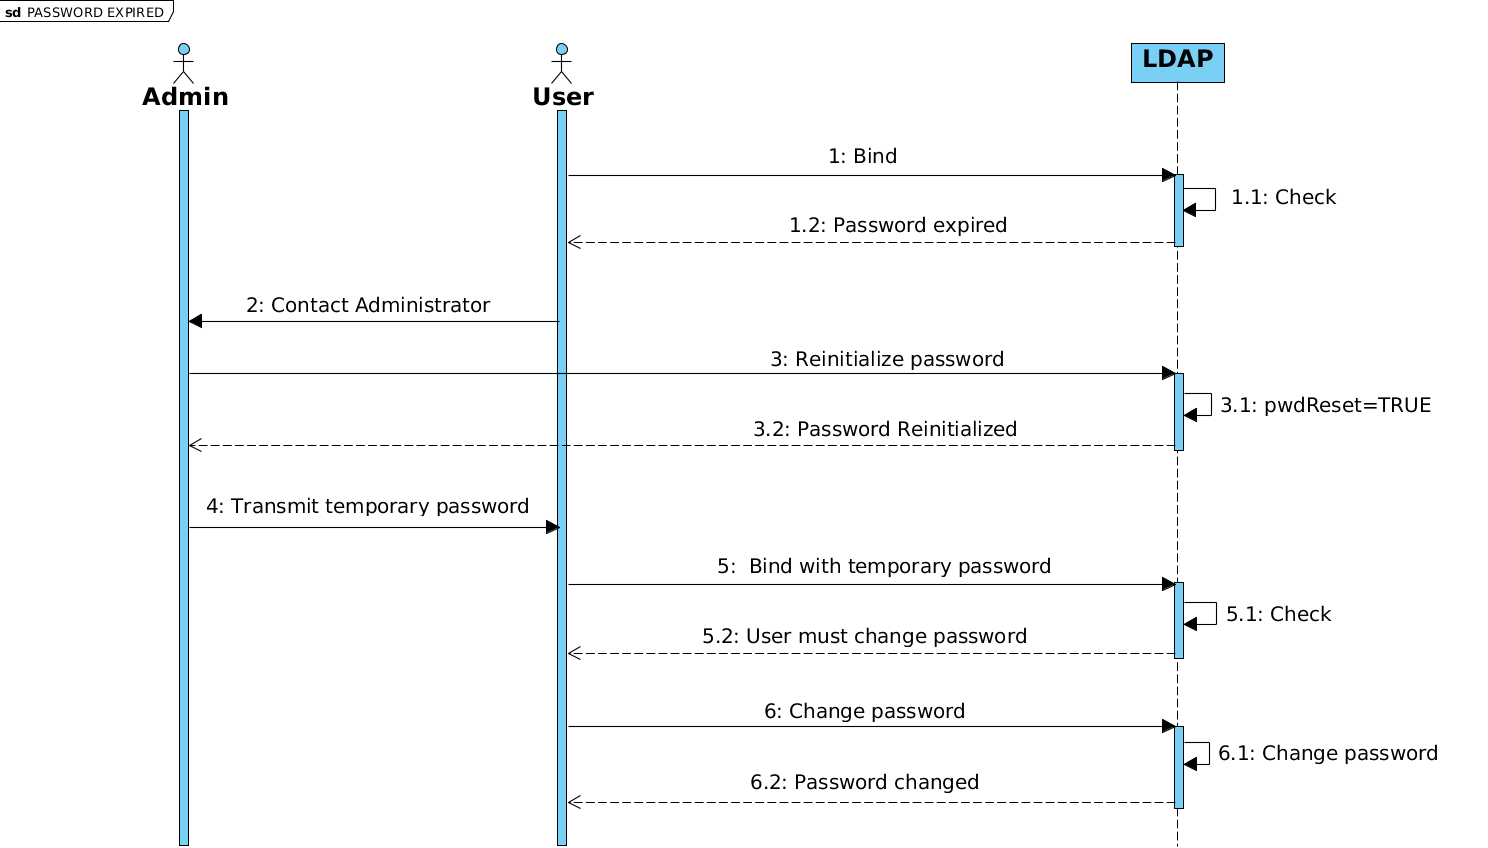 sd PASSWORD EXPIRED
Admin
User
LDAP
1: Bind
1.1: Check
1.2: Password expired
2: Contact Administrator
3: Reinitialize password
3.1: pwdReset=TRUE
3.2: Password Reinitialized
4: Transmit temporary password
5:  Bind with temporary password
5.1: Check
5.2: User must change password
6: Change password
6.1: Change password
6.2: Password changed